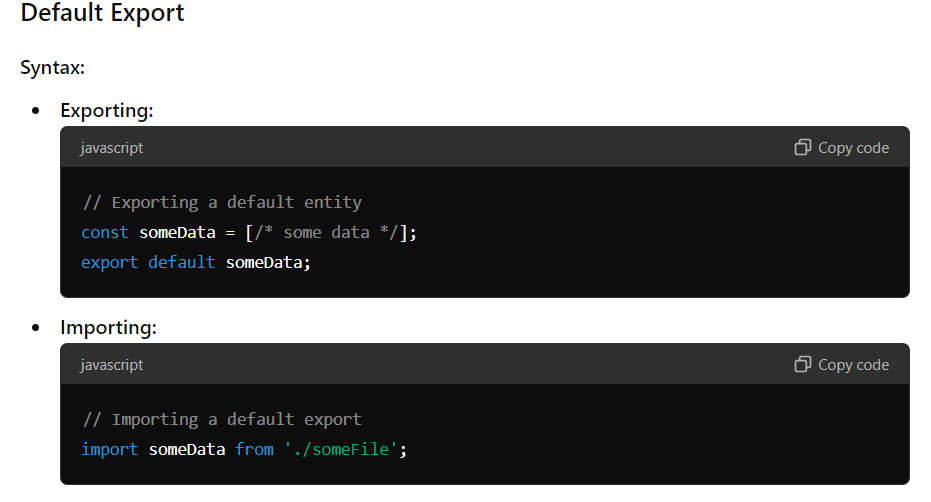 Default Export
Syntax:
• Exporting:
javascript
Copy code
// Exporting a default entity
const someData = [/* some data */];
export default someData;
• Importing:
javascript
Copy code
// Importing a default export
import someData from './someFile';